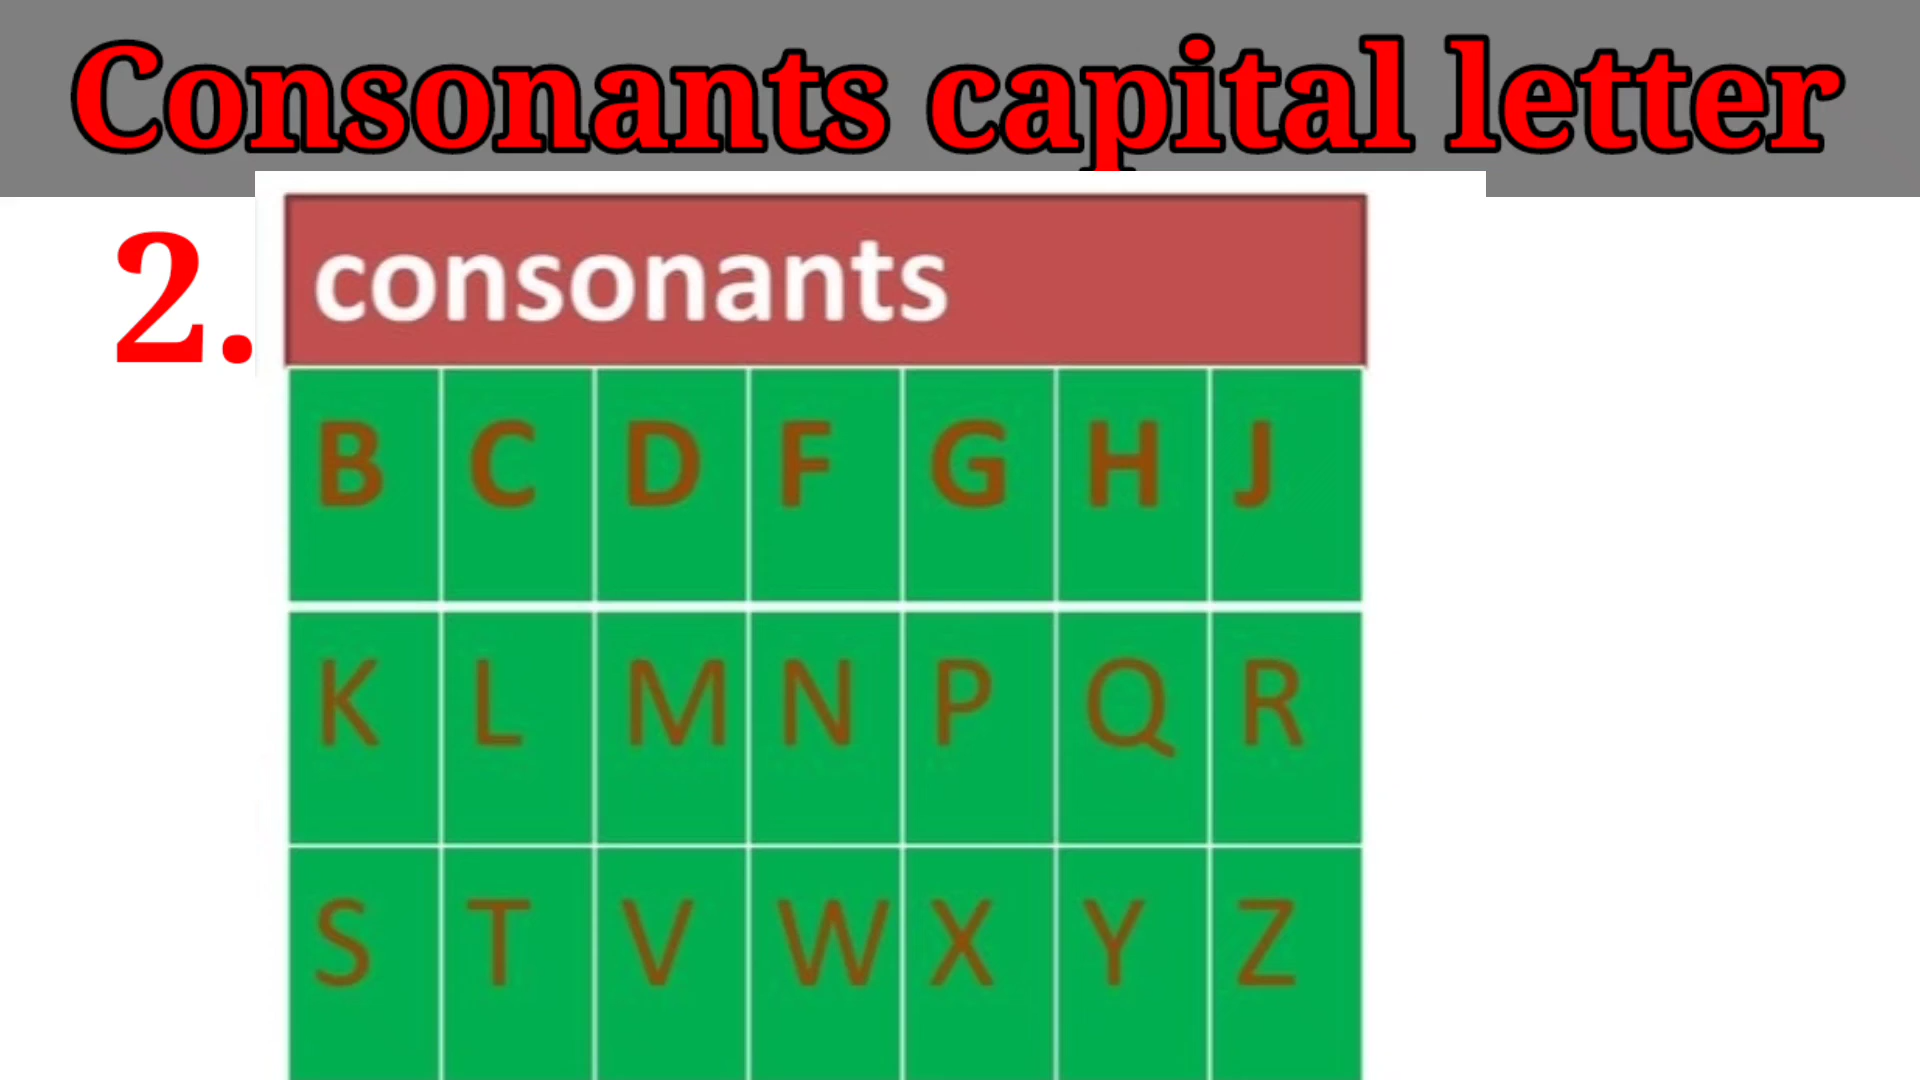 Consonants capital letter
2.
consonants
B C D F G H J
K L M N P Q R
S T V W X Y Z